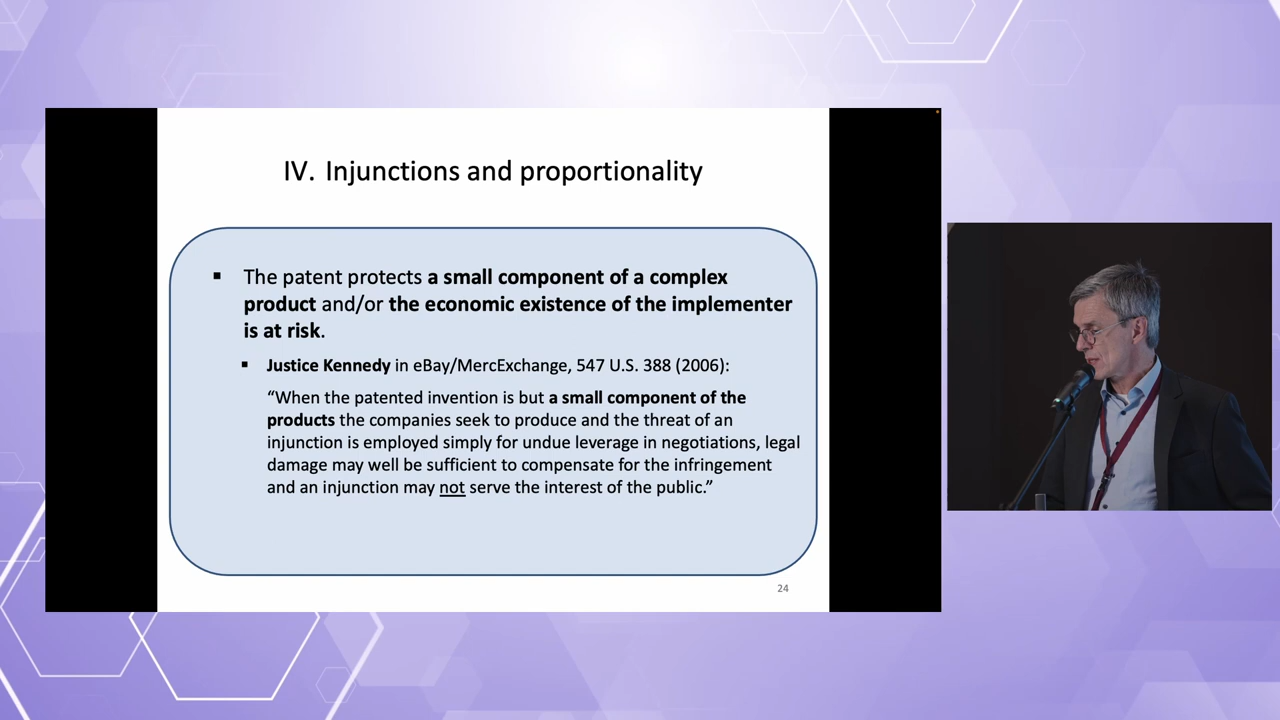 IV. Injunctions and proportionality
▪ The patent protects a small component of a complex
product and/or the economic existence of the implementer
is at risk.
▪ Justice Kennedy in eBay/MercExchange, 547 U.S. 388 (2006):
“When the patented invention is but a small component of the
products the companies seek to produce and the threat of an
injunction is employed simply for undue leverage in negotiations, legal
damage may well be sufficient to compensate for the infringement
and an injunction may not serve the interest of the public.”
24